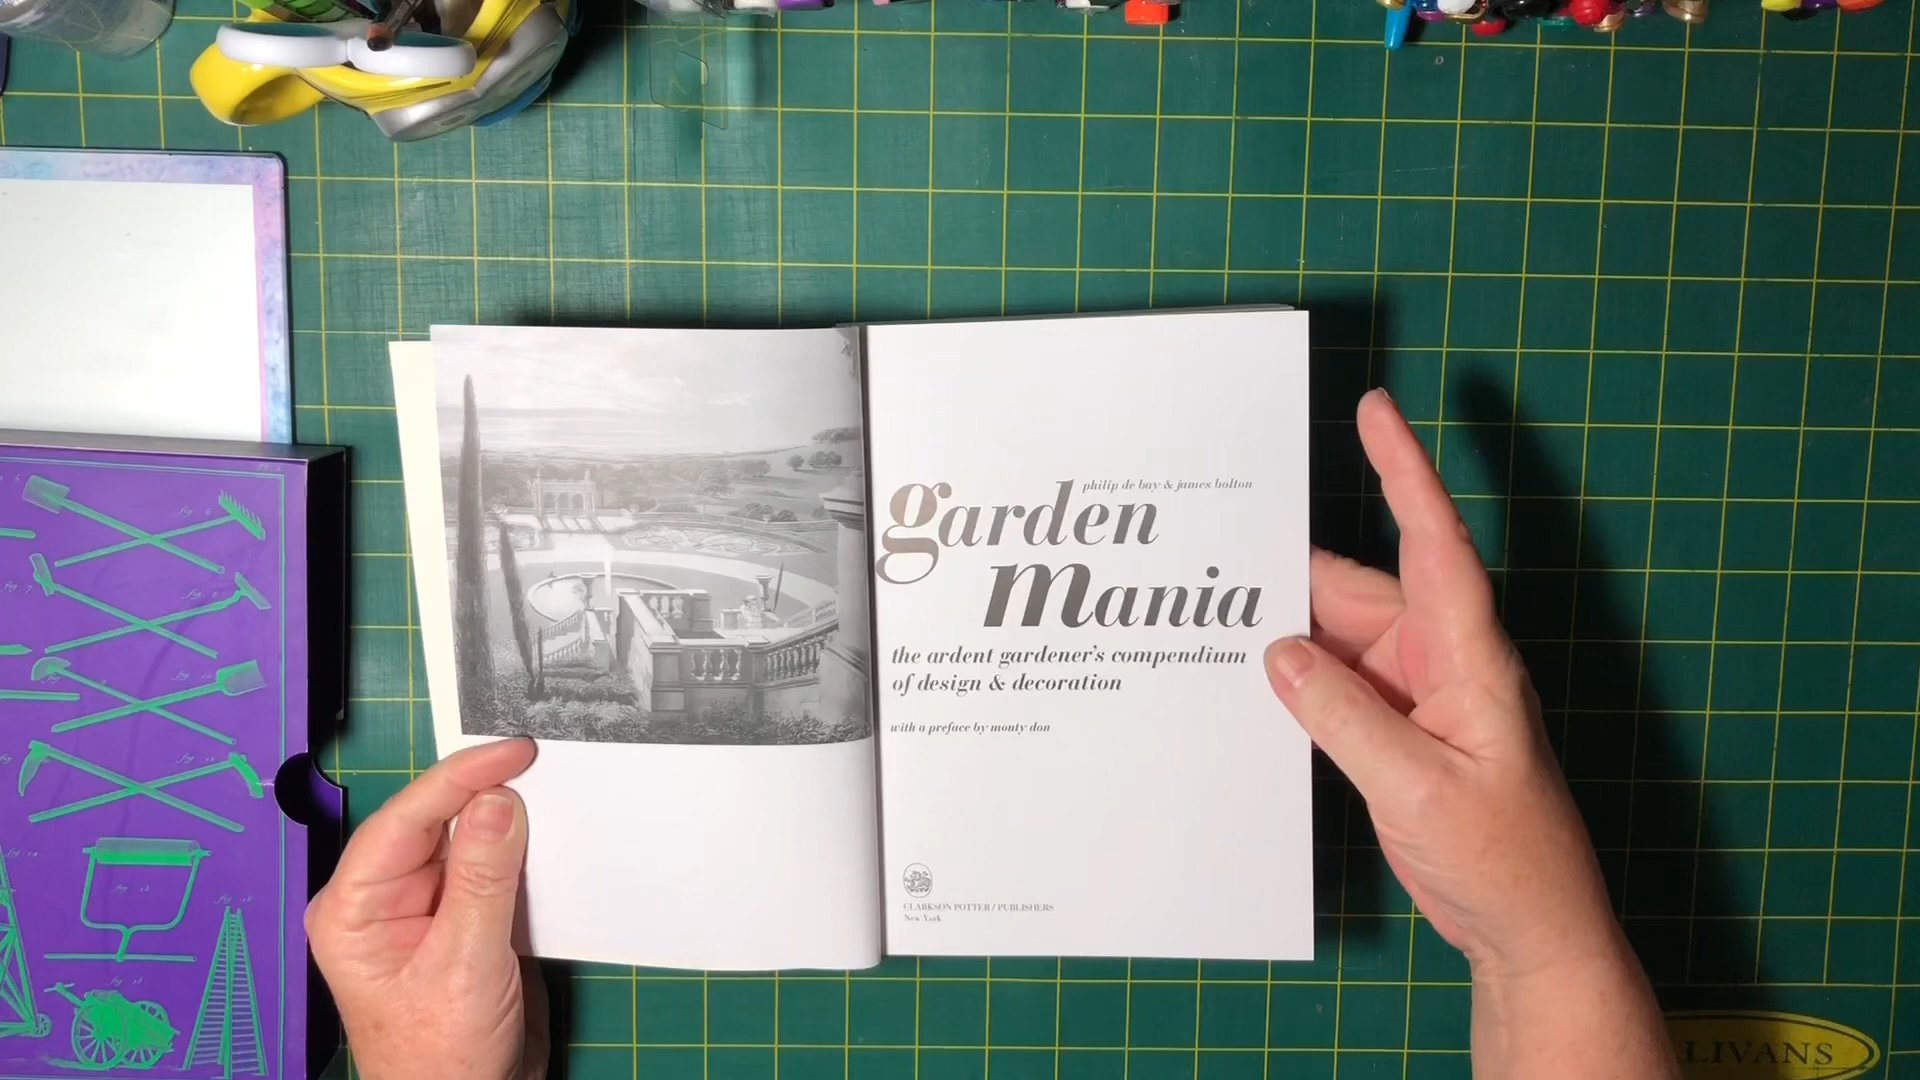 philip de bay & james bolton
garden
mania
the ardent gardener's compendium
of design & decoration
with a preface by monty don
CLARKSON POTTER / PUBLISHERS
New York
LIVANS